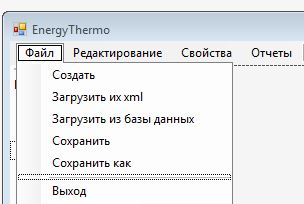 EnergyThermo
Файл Редактирование Свойства Отчеты
Создать
Загрузить их xml
Загрузить из базы данных
Сохранить
Сохранить как
Выход